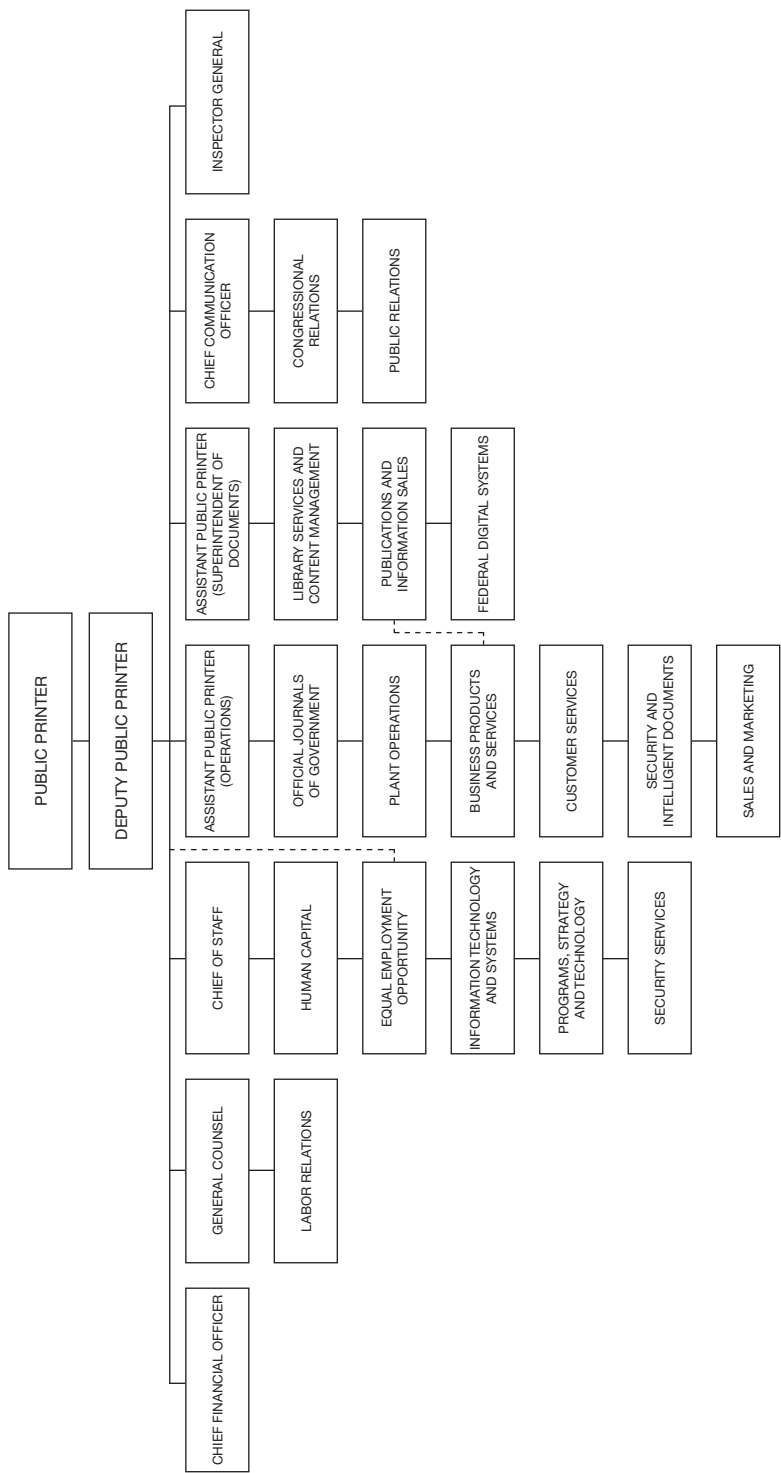 PUBLIC PRINTER
DEPUTY PUBLIC PRINTER
CHIEF FINANCIAL OFFICER
GENERAL COUNSEL
LABOR RELATIONS
CHIEF OF STAFF
HUMAN CAPITAL
EQUAL EMPLOYMENT
OPPORTUNITY
INFORMATION TECHNOLOGY
AND SYSTEMS
PROGRAMS, STRATEGY
AND TECHNOLOGY
SECURITY SERVICES
ASSISTANT PUBLIC PRINTER
(OPERATIONS)
OFFICIAL JOURNALS
OF GOVERNMENT
PLANT OPERATIONS
BUSINESS PRODUCTS
AND SERVICES
CUSTOMER SERVICES
SECURITY AND
INTELLIGENT DOCUMENTS
SALES AND MARKETING
ASSISTANT PUBLIC PRINTER
(SUPERINTENDENT OF
DOCUMENTS)
LIBRARY SERVICES AND
CONTENT MANAGEMENT
PUBLICATIONS AND
INFORMATION SALES
FEDERAL DIGITAL SYSTEMS
CHIEF COMMUNICATION
OFFICER
CONGRESSIONAL
RELATIONS
PUBLIC RELATIONS
INSPECTOR GENERAL